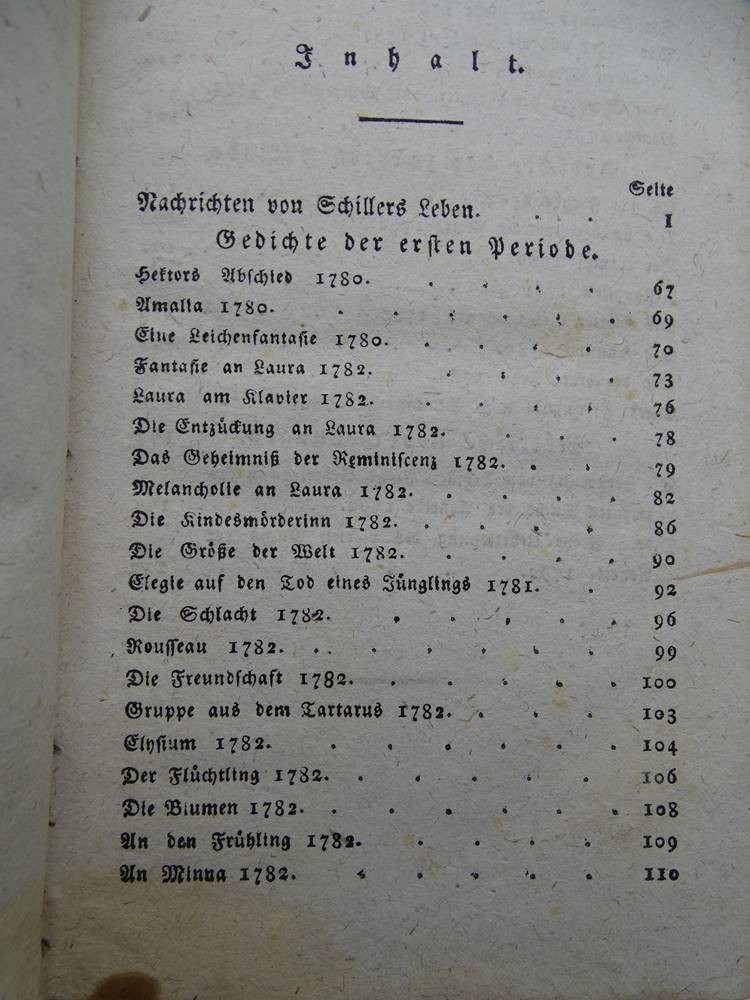 Inhalt.
Seite
Nachrichten von Schillers Leben. . . . 1
Gedichte der ersten Periode.
Hektors Abschied 1780. . . . . 67
Amalia 1780. . . . . . 69
Eine Leichenfantasie 1780. . . . . 70
Fantasie an Laura 1782. . . . . 73
Laura am Klavier 1782. . . . . 76
Die Entzückung an Laura 1782. . . . 78
Das Geheimniß der Reminiscenz 1782. . . 79
Melancholie an Laura 1782. . . . . 82
Die Kindesmörderinn 1782. . . . . 86
Die Größe der Welt 1782. . . . . 90
Elegie auf den Tod eines Jünglings 1781. . 92
Die Schlacht 1782. . . . . . 96
Rousseau 1782. . . . . . . 99
Die Freundschaft 1782. . . . . . 100
Gruppe aus dem Tartarus 1782. . . . 103
Elysium 1782. . . . . . . 104
Der Flüchtling 1782. . . . . . 106
Die Blumen 1782. . . . . . . 108
An den Frühling 1782. . . . . 109
An Minna 1782. . . . . . 110